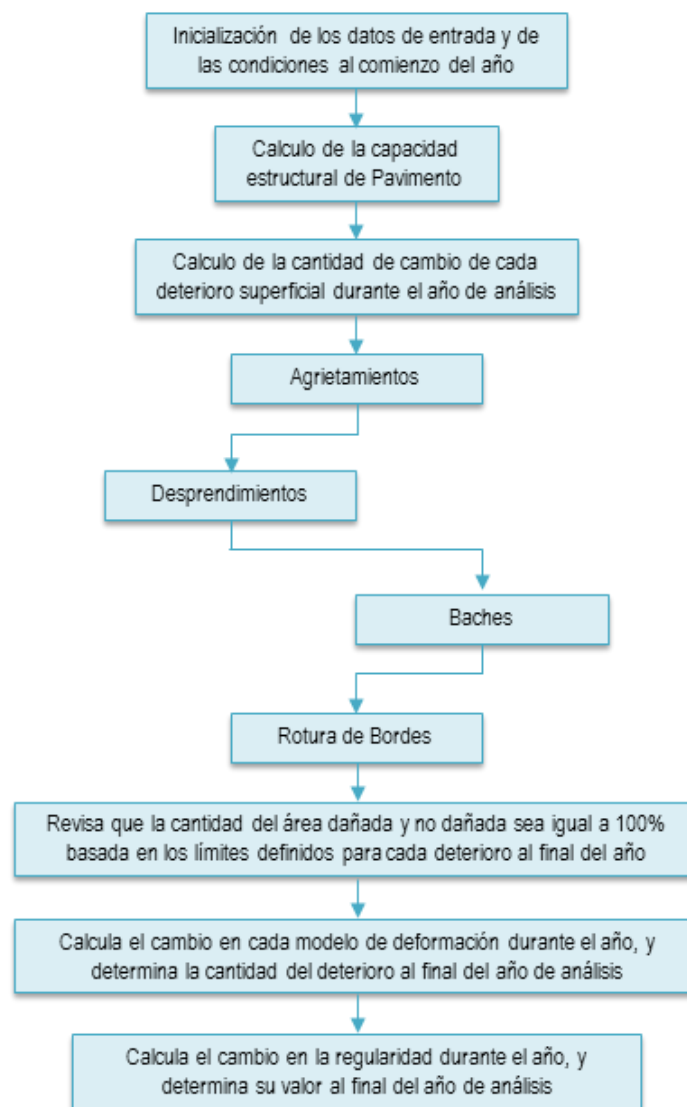 Inicialización de los datos de entrada y de
las condiciones al comienzo del año
Calculo de la capacidad
estructural de Pavimento
Calculo de la cantidad de cambio de cada
deterioro superficial durante el año de análisis
Agrietamientos
Desprendimientos
Baches
Rotura de Bordes
Revisa que la cantidad del área dañada y no dañada sea igual a 100%
basada en los límites definidos para cada deterioro al final del año
Calcula el cambio en cada modelo de deformación durante el año, y
determina la cantidad del deterioro al final del año de análisis
Calcula el cambio en la regularidad durante el año, y
determina su valor al final del año de análisis